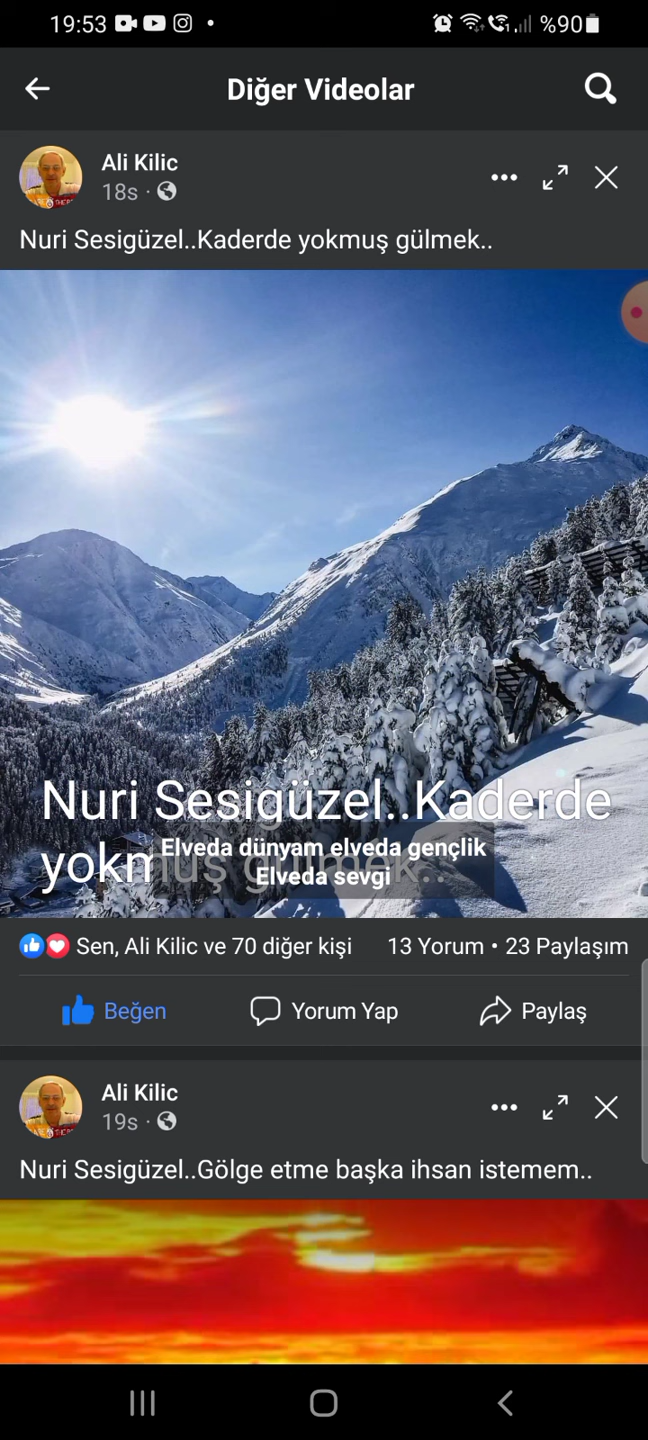 19:53
%90
Diğer Videolar
Ali Kilic
18s
Nuri Sesigüzel..Kaderde yokmuş gülmek..
Nuri Sesigüzel..Kaderde
yokmuş gülmek..
Elveda dünyam elveda gençlik
Elveda sevgi
Sen, Ali Kilic ve 70 diğer kişi 13 Yorum • 23 Paylaşım
Beğen Yorum Yap Paylaş
Ali Kilic
19s
Nuri Sesigüzel..Gölge etme başka ihsan istemem..